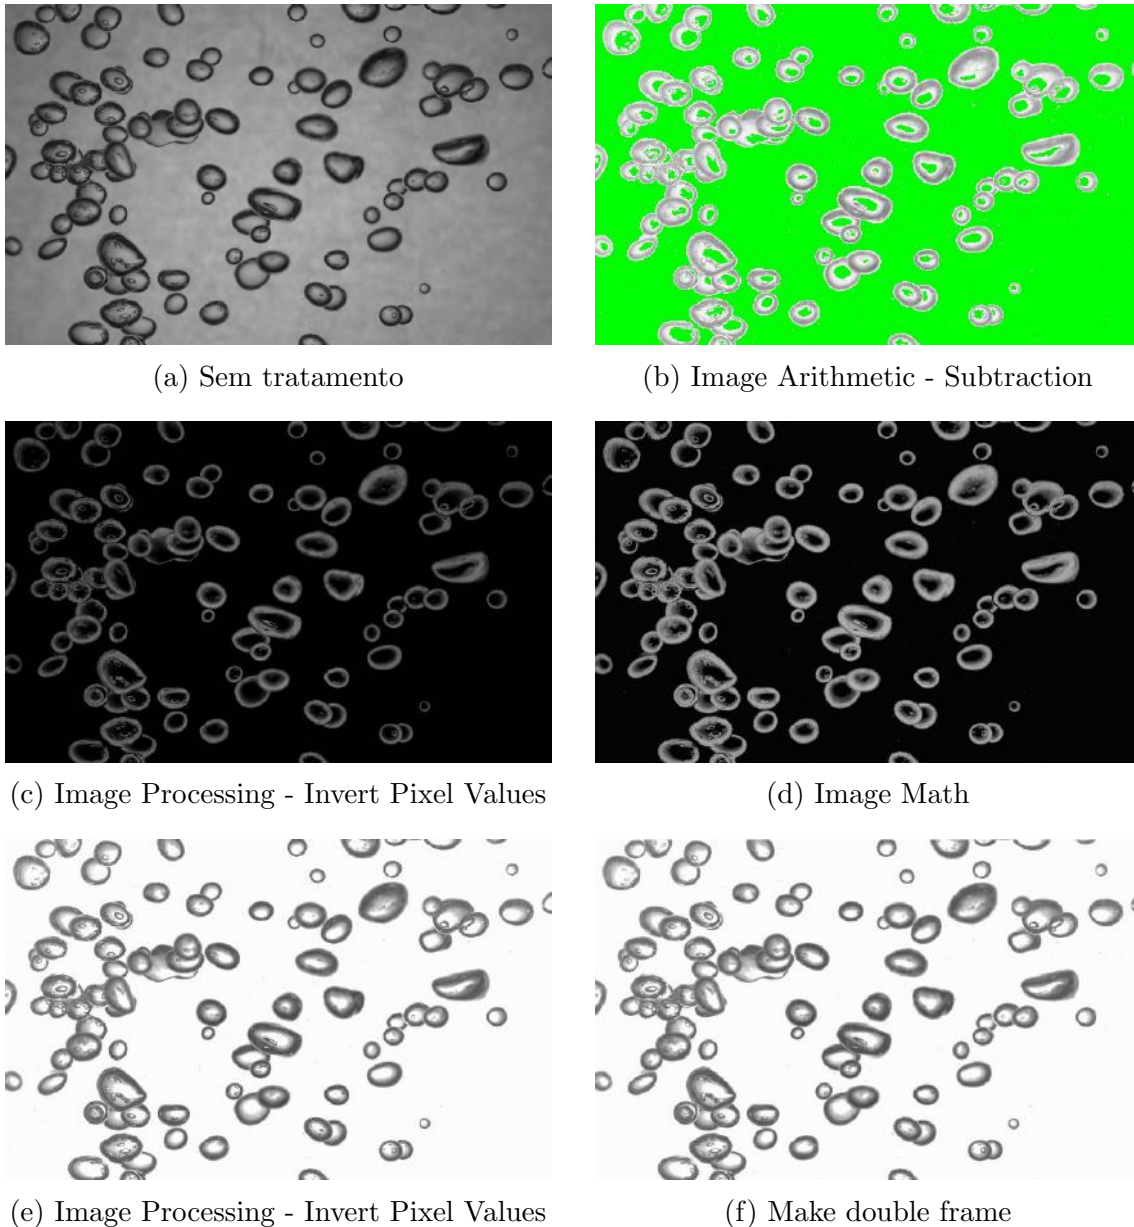 (a) Sem tratamento
(b) Image Arithmetic - Subtraction
(c) Image Processing - Invert Pixel Values
(d) Image Math
(e) Image Processing - Invert Pixel Values
(f) Make double frame